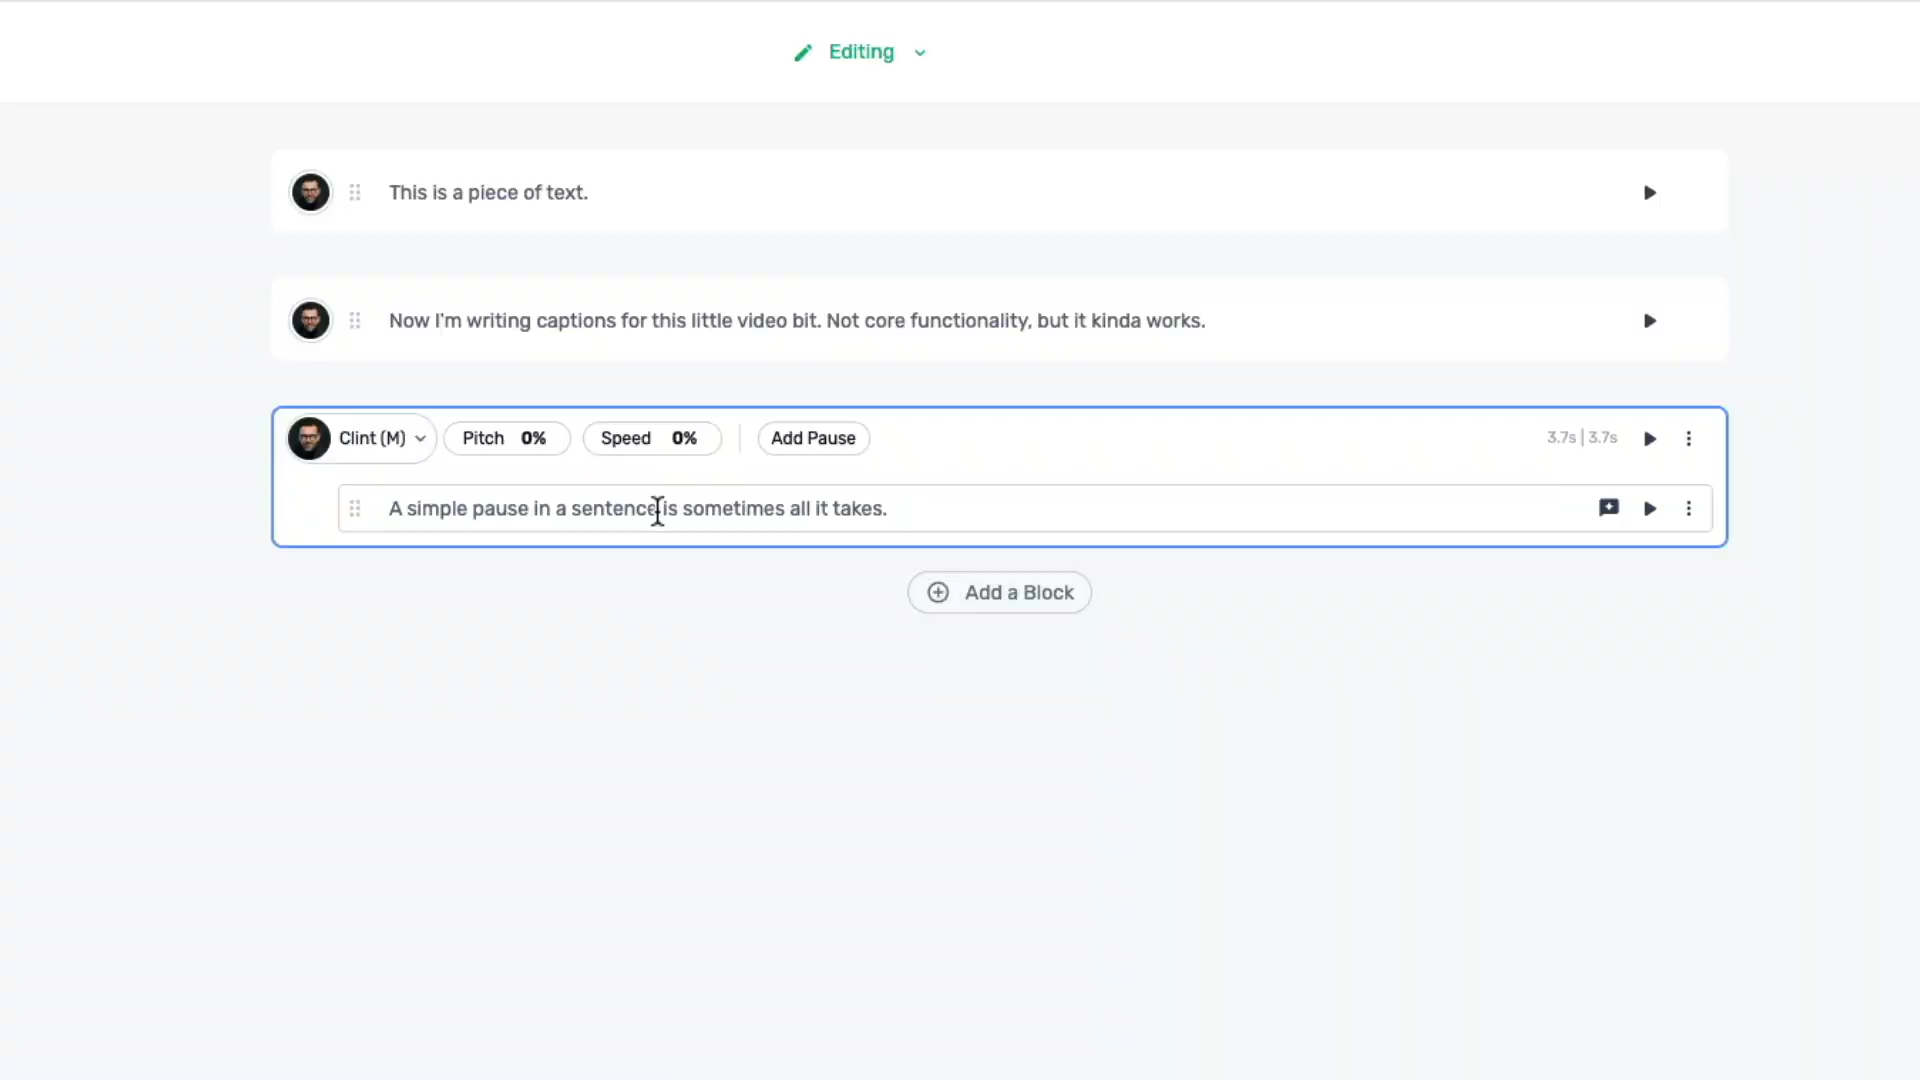 Editing
This is a piece of text.
Now I'm writing captions for this little video bit. Not core functionality, but it kinda works.
Clint (M) Pitch 0% Speed 0% Add Pause 3.7s | 3.7s
A simple pause in a sentence is sometimes all it takes.
Add a Block